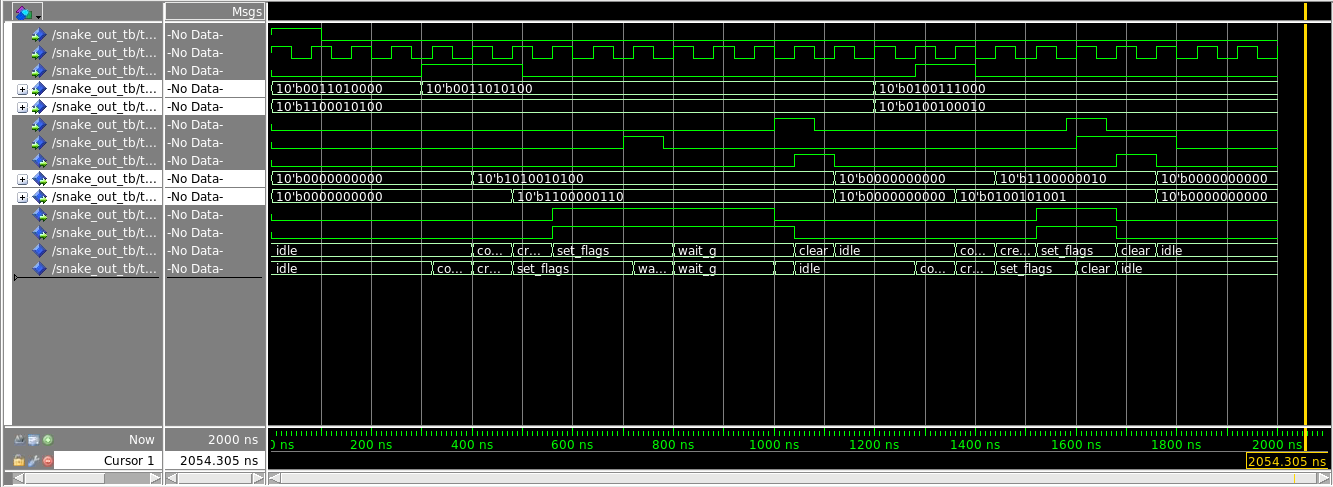 Msgs
/snake_out_tb/t... -No Data-
/snake_out_tb/t... -No Data-
/snake_out_tb/t... -No Data-
/snake_out_tb/t... -No Data- 10'b0011010000 10'b0011010100 10'b0100111000
/snake_out_tb/t... -No Data- 10'b1100010100 10'b0100100010
/snake_out_tb/t... -No Data-
/snake_out_tb/t... -No Data-
/snake_out_tb/t... -No Data-
/snake_out_tb/t... -No Data- 10'b0000000000 10'b1010010100 10'b0000000000 10'b1100000010 10'b0000000000
/snake_out_tb/t... -No Data- 10'b0000000000 10'b1100000110 10'b0000000000 10'b0100101001 10'b0000000000
/snake_out_tb/t... -No Data-
/snake_out_tb/t... -No Data-
/snake_out_tb/t... -No Data- idle co... cr... set_flags wait_g clear idle co... cre... set_flags clear idle
/snake_out_tb/t... -No Data- idle co... cr... set_flags wa... wait_g idle co... cr... set_flags clear idle
Now 2000 ns 0 ns 200 ns 400 ns 600 ns 800 ns 1000 ns 1200 ns 1400 ns 1600 ns 1800 ns 2000 ns
Cursor 1 2054.305 ns 2054.305 ns